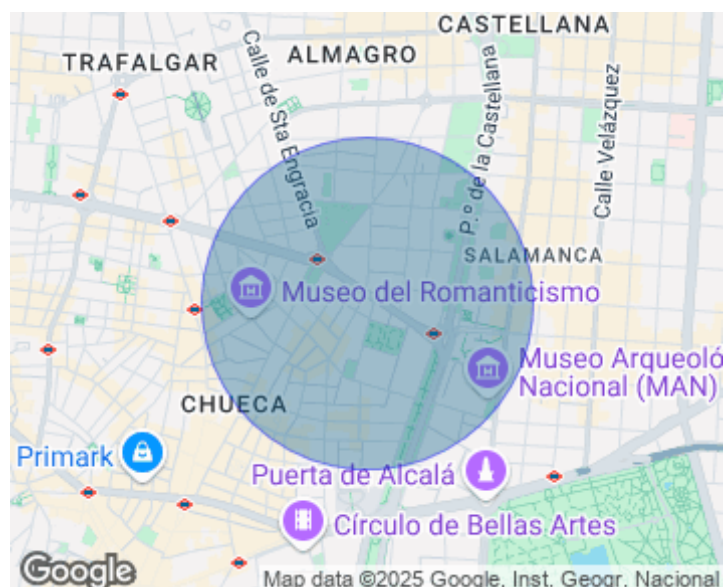 CASTELLANA
TRAFALGAR
ALMAGRO
Calle de Sta Engracia
P.º de la Castellana
Calle Velázquez
SALAMANCA
Museo del Romanticismo
Museo Arqueoló
Nacional (MAN)
CHUECA
Primark
Puerta de Alcalá
Círculo de Bellas Artes
Google
Map data ©2025 Google, Inst. Geogr. Nacional